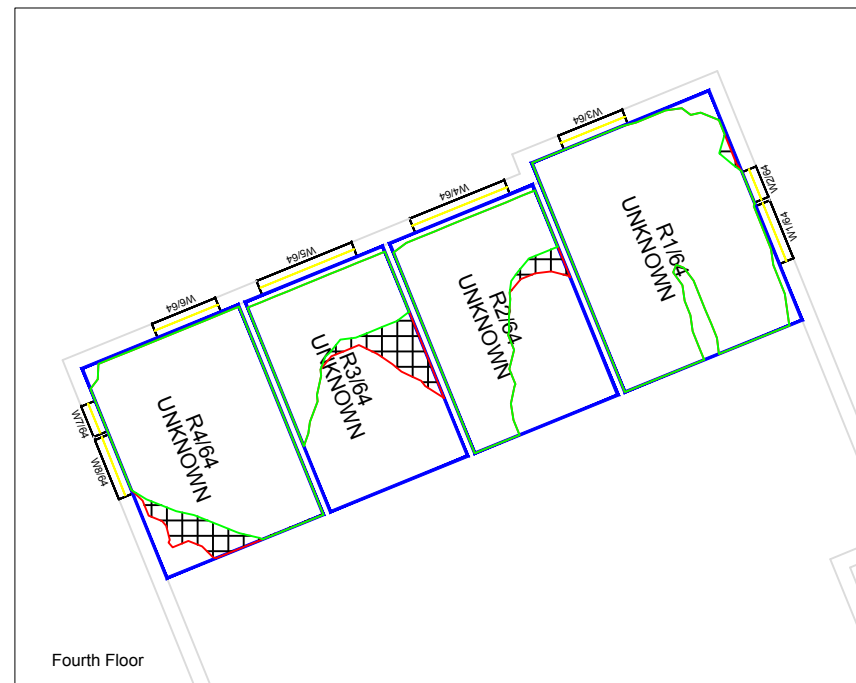 W3/64
W2/64
W1/64
W4/64
W5/64
W6/64
W7/64
W8/64
R1/64
UNKNOWN
R2/64
UNKNOWN
R3/64
UNKNOWN
R4/64
UNKNOWN
Fourth Floor